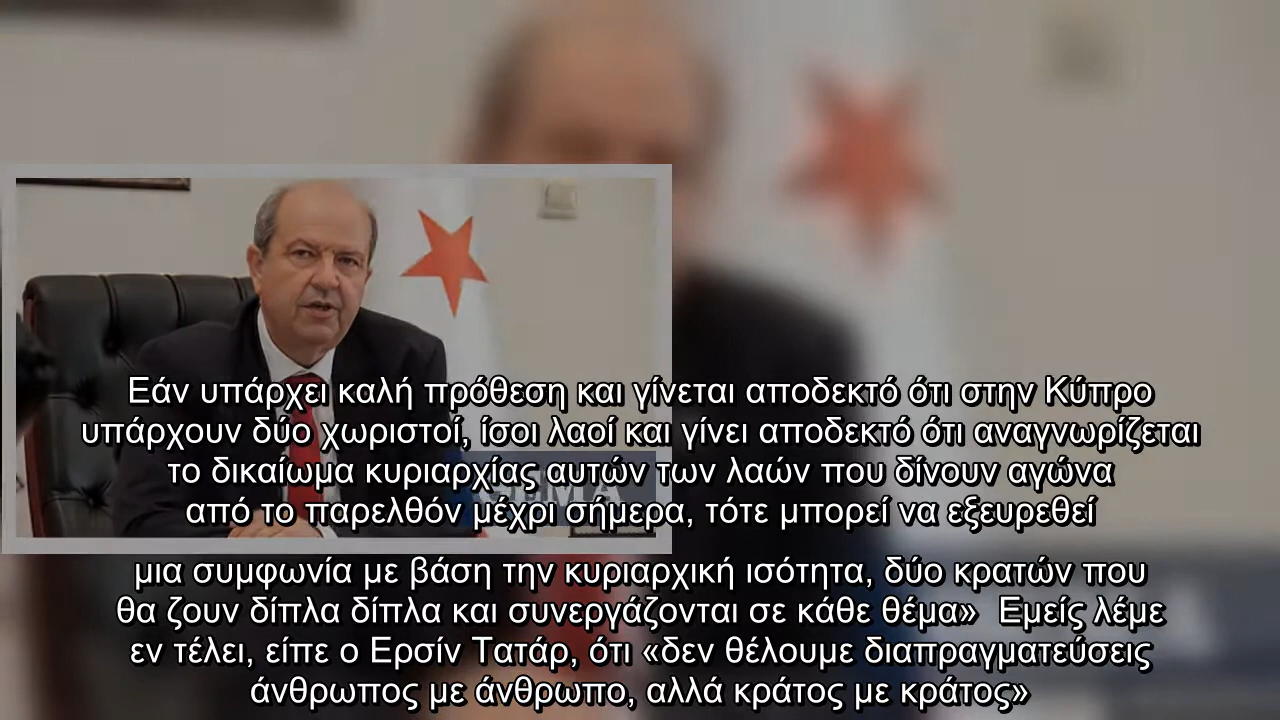 Εάν υπάρχει καλή πρόθεση και γίνεται αποδεκτό ότι στην Κύπρο
υπάρχουν δύο χωριστοί, ίσοι λαοί και γίνει αποδεκτό ότι αναγνωρίζεται
το δικαίωμα κυριαρχίας αυτών των λαών που δίνουν αγώνα
από το παρελθόν μέχρι σήμερα, τότε μπορεί να εξευρεθεί
μια συμφωνία με βάση την κυριαρχική ισότητα, δύο κρατών που
θα ζουν δίπλα δίπλα και συνεργάζονται σε κάθε θέμα»  Εμείς λέμε
εν τέλει, είπε ο Ερσίν Τατάρ, ότι «δεν θέλουμε διαπραγματεύσεις
άνθρωπος με άνθρωπο, αλλά κράτος με κράτος»